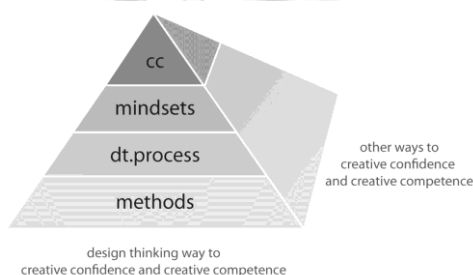 cc
mindsets
dt.process
methods
other ways to
creative confidence
and creative competence
design thinking way to
creative confidence and creative competence